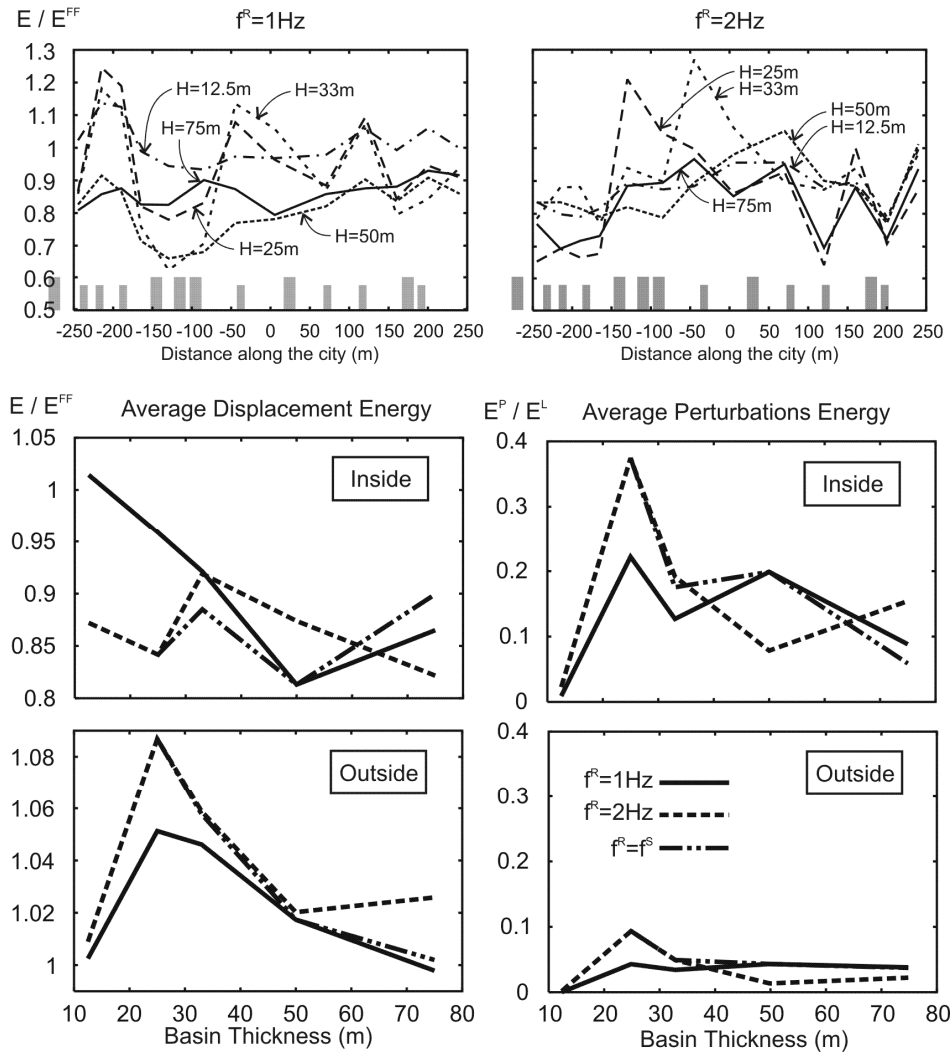 E / E^FF
f^R=1Hz
f^R=2Hz
1.3
1.2
1.1
1
0.9
0.8
0.7
0.6
0.5
H=12.5m
H=33m
H=75m
H=25m
H=50m
-250 -200 -150 -100 -50 0 50 100 150 200 250
Distance along the city (m)
H=25m
H=33m
H=50m
H=12.5m
H=75m
-250 -200 -150 -100 -50 0 50 100 150 200 250
Distance along the city (m)
E / E^FF
Average Displacement Energy
1.05
1
0.95
0.9
0.85
0.8
Inside
E^P / E^L
Average Perturbations Energy
0.4
0.3
0.2
0.1
0
Inside
1.08
1.06
1.04
1.02
1
Outside
10 20 30 40 50 60 70 80
Basin Thickness (m)
0.4
0.3
0.2
0.1
0
Outside
f^R=1Hz
f^R=2Hz
f^R=f^S
10 20 30 40 50 60 70 80
Basin Thickness (m)